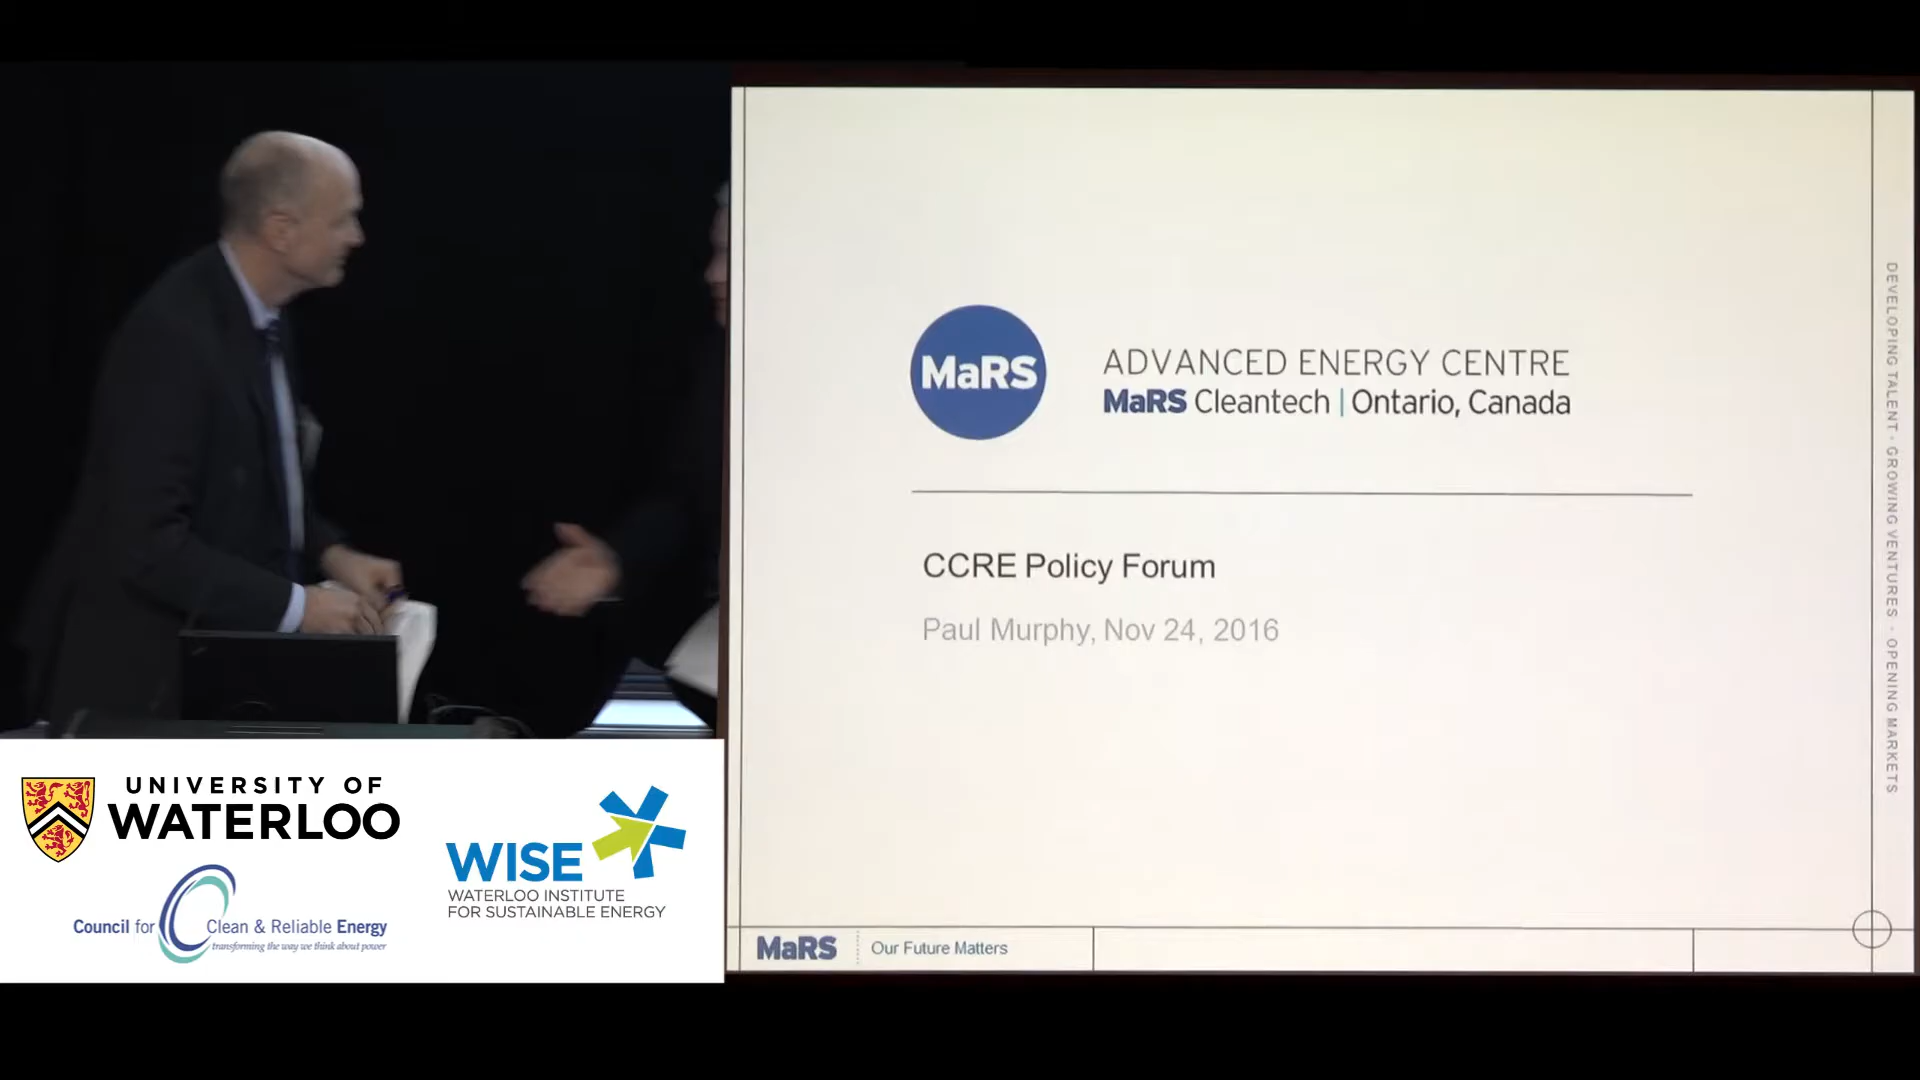 MaRS
ADVANCED ENERGY CENTRE
MaRS Cleantech | Ontario, Canada
CCRE Policy Forum
Paul Murphy, Nov 24, 2016
DEVELOPING TALENT · GROWING VENTURES · OPENING MARKETS
MaRS
Our Future Matters
UNIVERSITY OF
WATERLOO
Council for Clean & Reliable Energy
transforming the way we think about power
WISE
WATERLOO INSTITUTE
FOR SUSTAINABLE ENERGY